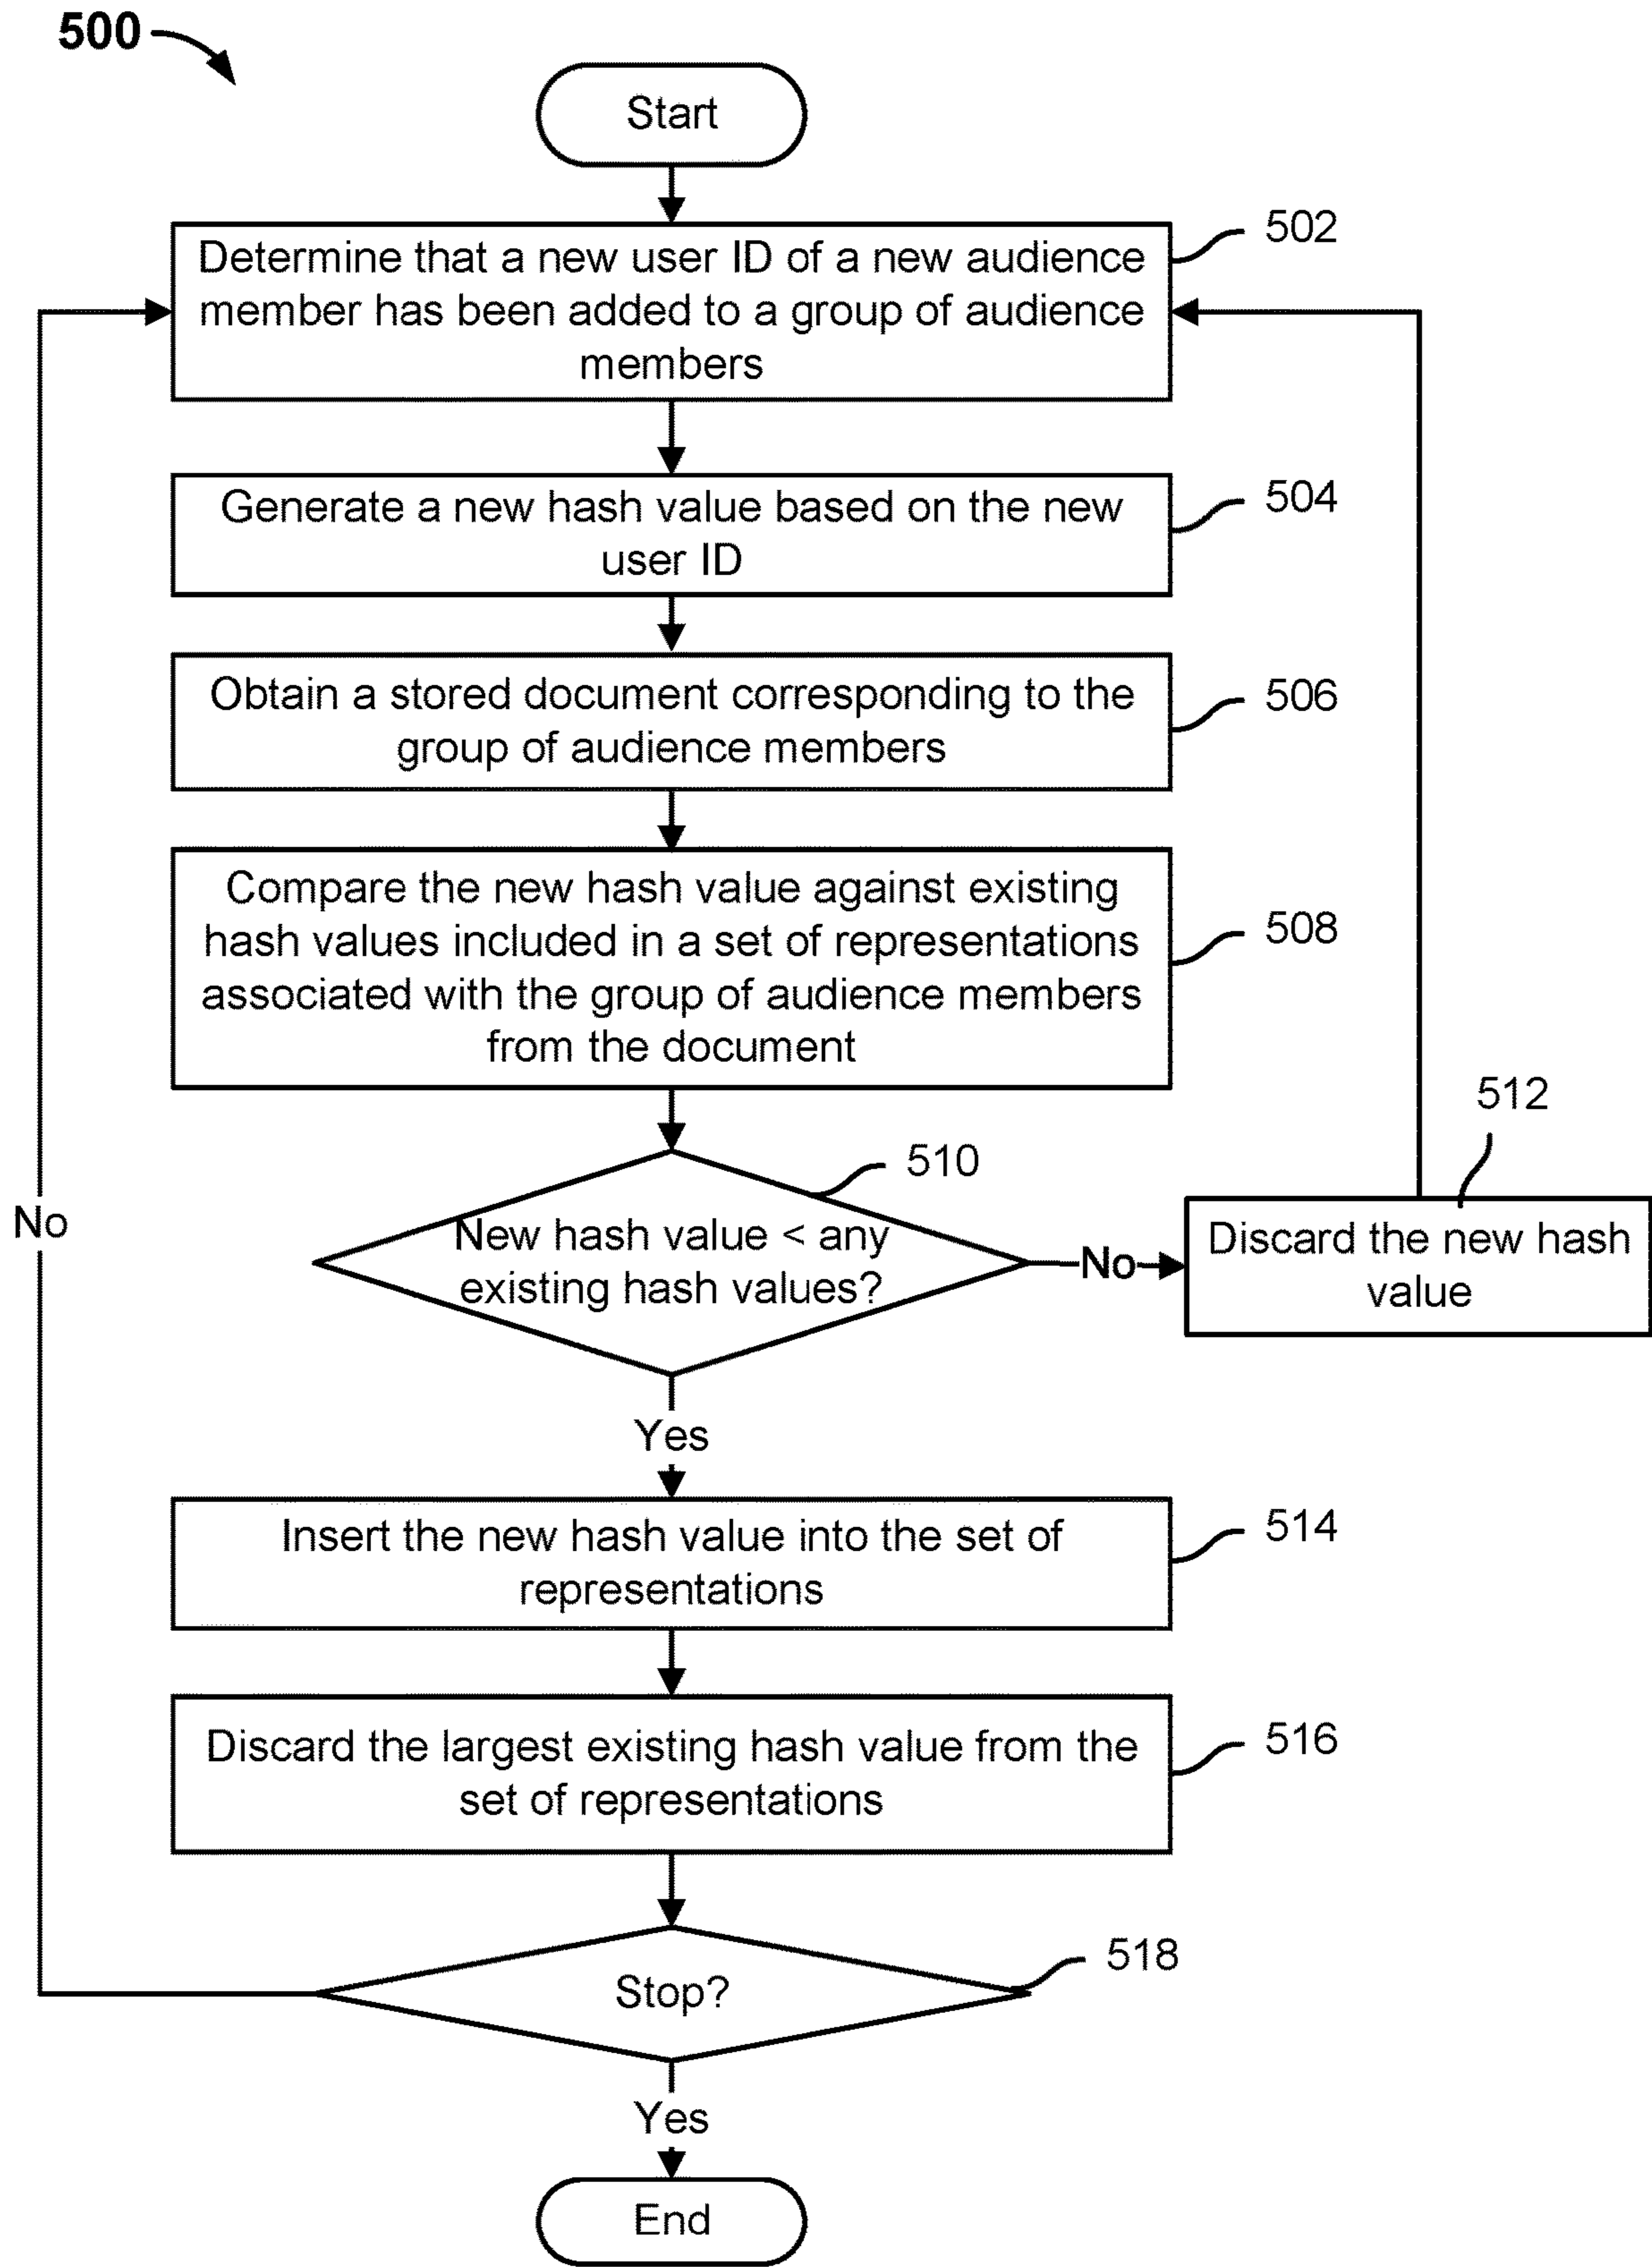 500
Start
Determine that a new user ID of a new audience
member has been added to a group of audience
members
502
Generate a new hash value based on the new
user ID
504
Obtain a stored document corresponding to the
group of audience members
506
Compare the new hash value against existing
hash values included in a set of representations
associated with the group of audience members
from the document
508
New hash value < any
existing hash values?
510
No
Discard the new hash
value
512
No
Yes
Insert the new hash value into the set of
representations
514
Discard the largest existing hash value from the
set of representations
516
Stop?
518
Yes
End